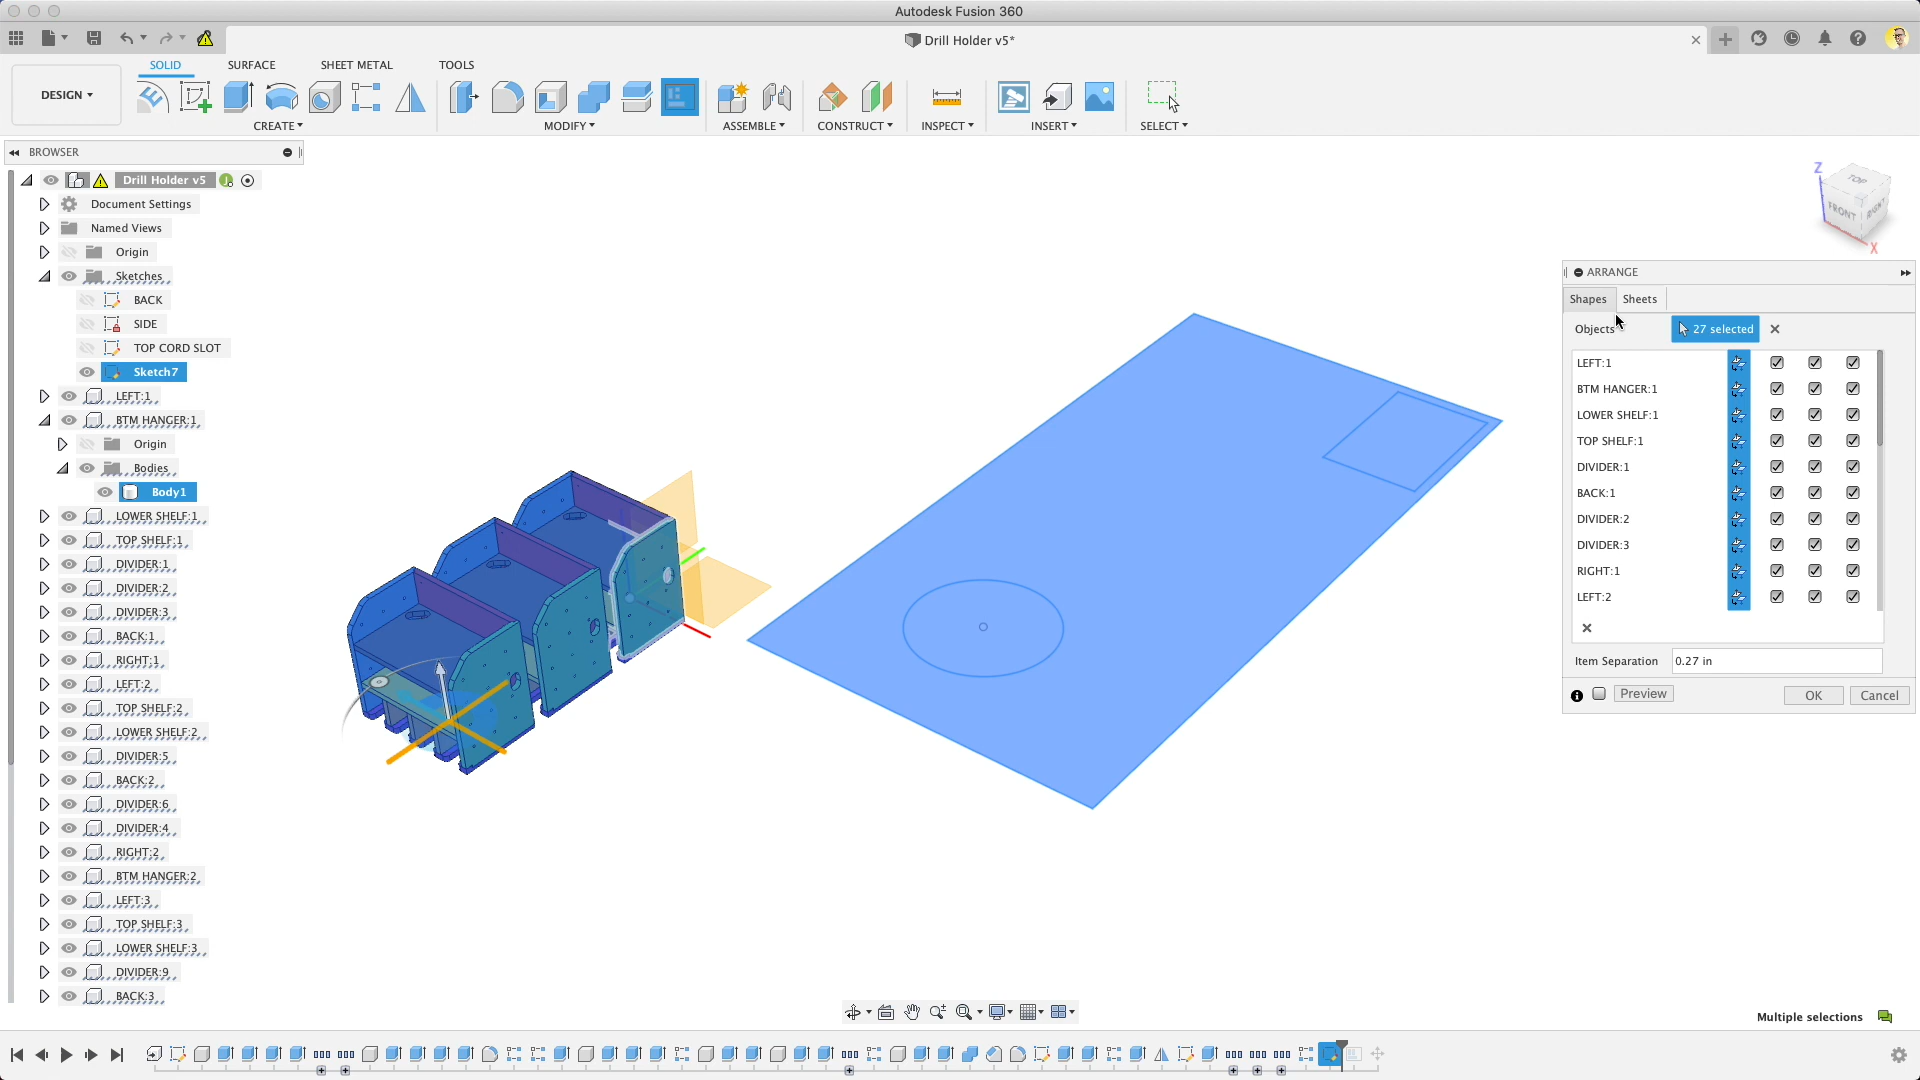 Autodesk Fusion 360
Drill Holder v5*
DESIGN
SOLID
SURFACE
SHEET METAL
TOOLS
CREATE
MODIFY
ASSEMBLE
CONSTRUCT
INSPECT
INSERT
SELECT
BROWSER
Drill Holder v5
Document Settings
Named Views
Origin
Sketches
BACK
SIDE
TOP CORD SLOT
Sketch7
LEFT:1
BTM HANGER:1
Origin
Bodies
Body1
LOWER SHELF:1
TOP SHELF:1
DIVIDER:1
DIVIDER:2
DIVIDER:3
BACK:1
RIGHT:1
LEFT:2
TOP SHELF:2
LOWER SHELF:2
DIVIDER:5
BACK:2
DIVIDER:6
DIVIDER:4
RIGHT:2
BTM HANGER:2
LEFT:3
TOP SHELF:3
LOWER SHELF:3
DIVIDER:9
BACK:3
Z
TOP
FRONT
RIGHT
X
ARRANGE
Shapes
Sheets
Objects
27 selected
LEFT:1
BTM HANGER:1
LOWER SHELF:1
TOP SHELF:1
DIVIDER:1
BACK:1
DIVIDER:2
DIVIDER:3
RIGHT:1
LEFT:2
Item Separation
0.27 in
Preview
OK
Cancel
Multiple selections